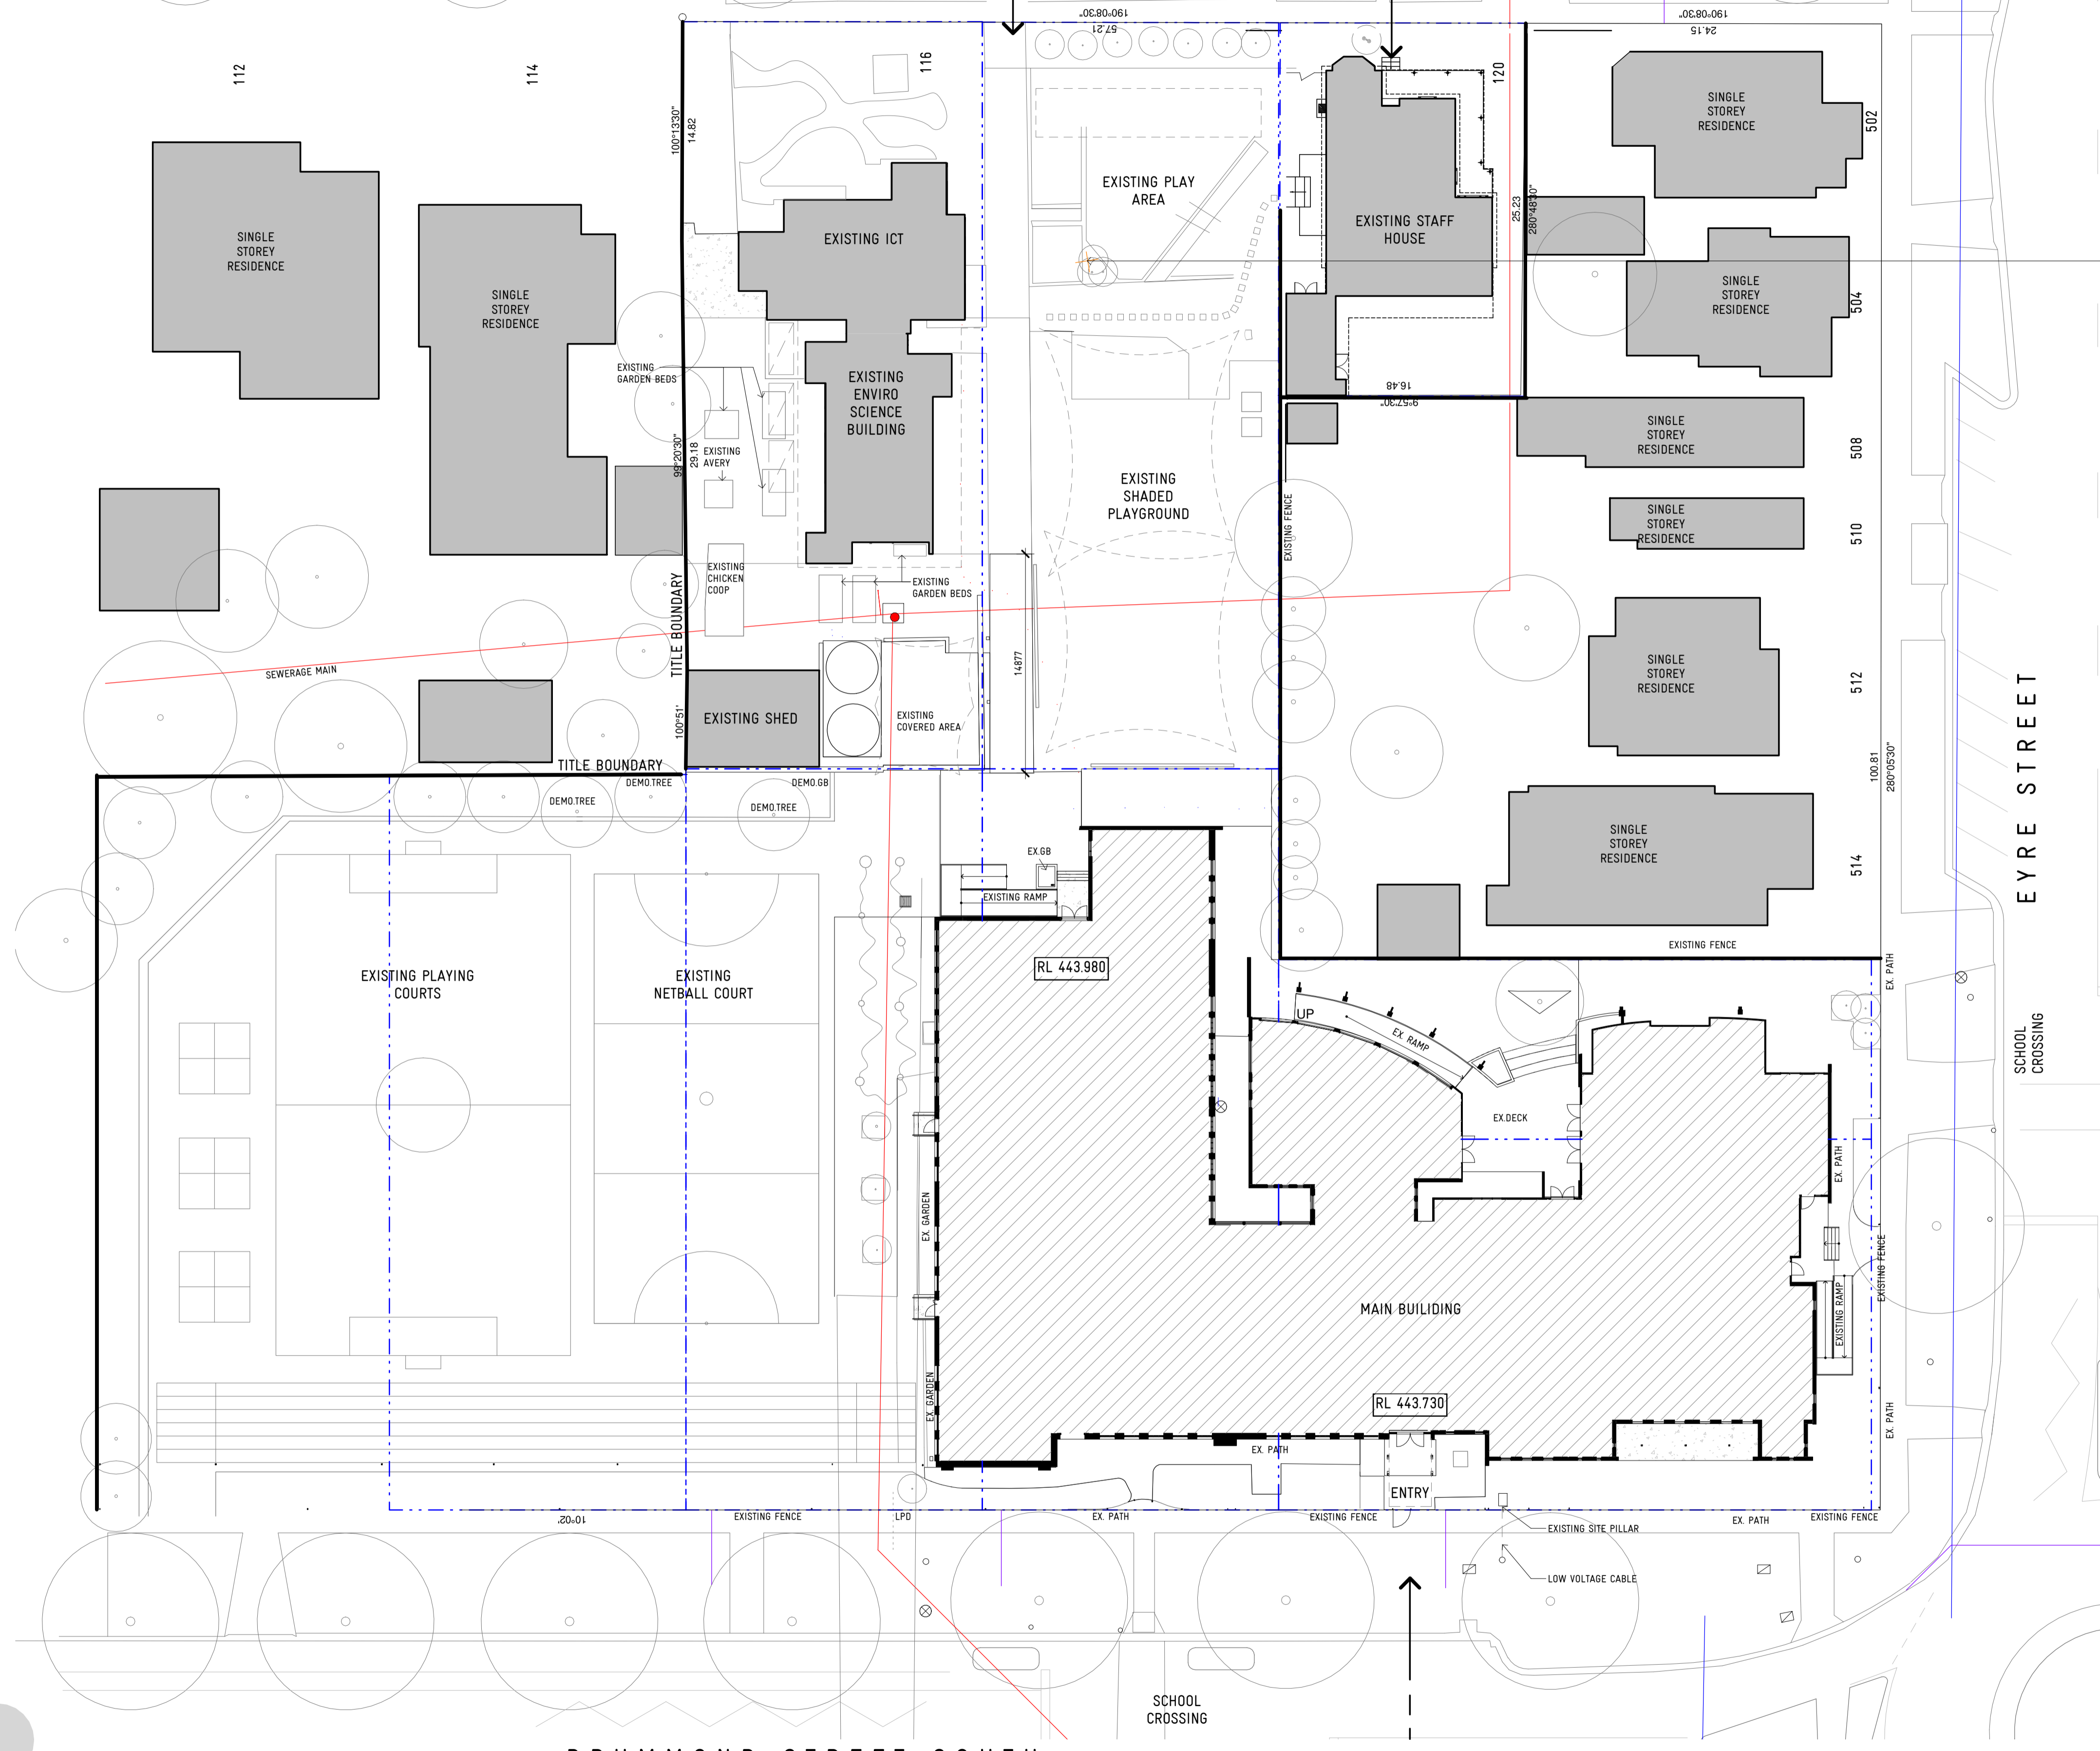 190°08'30"
57.21
190°08'30"
24.15
112
114
116
120
502
100°13'30"
14.82
SINGLE
STOREY
RESIDENCE
EXISTING PLAY
AREA
SINGLE
STOREY
RESIDENCE
EXISTING ICT
EXISTING STAFF
HOUSE
25.23
280°48'30"
SINGLE
STOREY
RESIDENCE
SINGLE
STOREY
RESIDENCE
504
EXISTING
GARDEN BEDS
EXISTING
ENVIRO
SCIENCE
BUILDING
16.48
9°57'30"
SINGLE
STOREY
RESIDENCE
508
99°20'30"
29.18
EXISTING
AVERY
EXISTING
SHADED
PLAYGROUND
EXISTING FENCE
SINGLE
STOREY
RESIDENCE
510
EXISTING
CHICKEN
COOP
EXISTING
GARDEN BEDS
TITLE BOUNDARY
SEWERAGE MAIN
14877
SINGLE
STOREY
RESIDENCE
512
100°51'
EXISTING SHED
EXISTING
COVERED AREA
EYRE STREET
100.81
280°05'30"
TITLE BOUNDARY
DEMO.TREE
DEMO.GB
DEMO.TREE
DEMO.TREE
EX.GB
SINGLE
STOREY
RESIDENCE
514
EXISTING RAMP
EXISTING FENCE
EXISTING PLAYING
COURTS
EXISTING
NETBALL COURT
RL 443.980
EX. PATH
UP
EX. RAMP
SCHOOL
CROSSING
EX.DECK
EX. PATH
EX. GARDEN
EXISTING FENCE
MAIN BUILIDING
EXISTING RAMP
EX. GARDEN
RL 443.730
EX. PATH
EX. PATH
ENTRY
10°02'
EXISTING FENCE
LPD
EX. PATH
EXISTING FENCE
EX. PATH
EXISTING FENCE
EXISTING SITE PILLAR
LOW VOLTAGE CABLE
SCHOOL
CROSSING